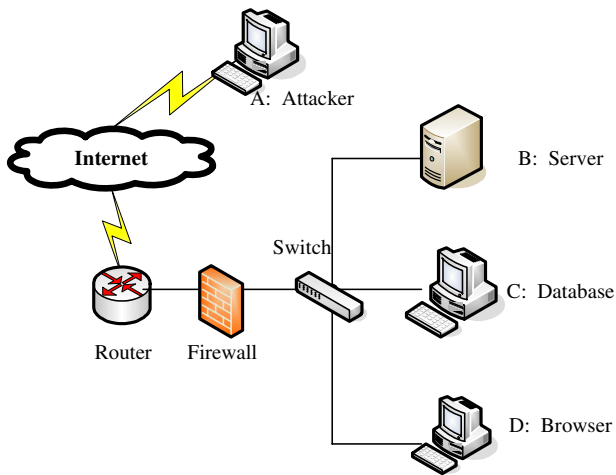 A: Attacker
Internet
B: Server
Switch
C: Database
Router
Firewall
D: Browser